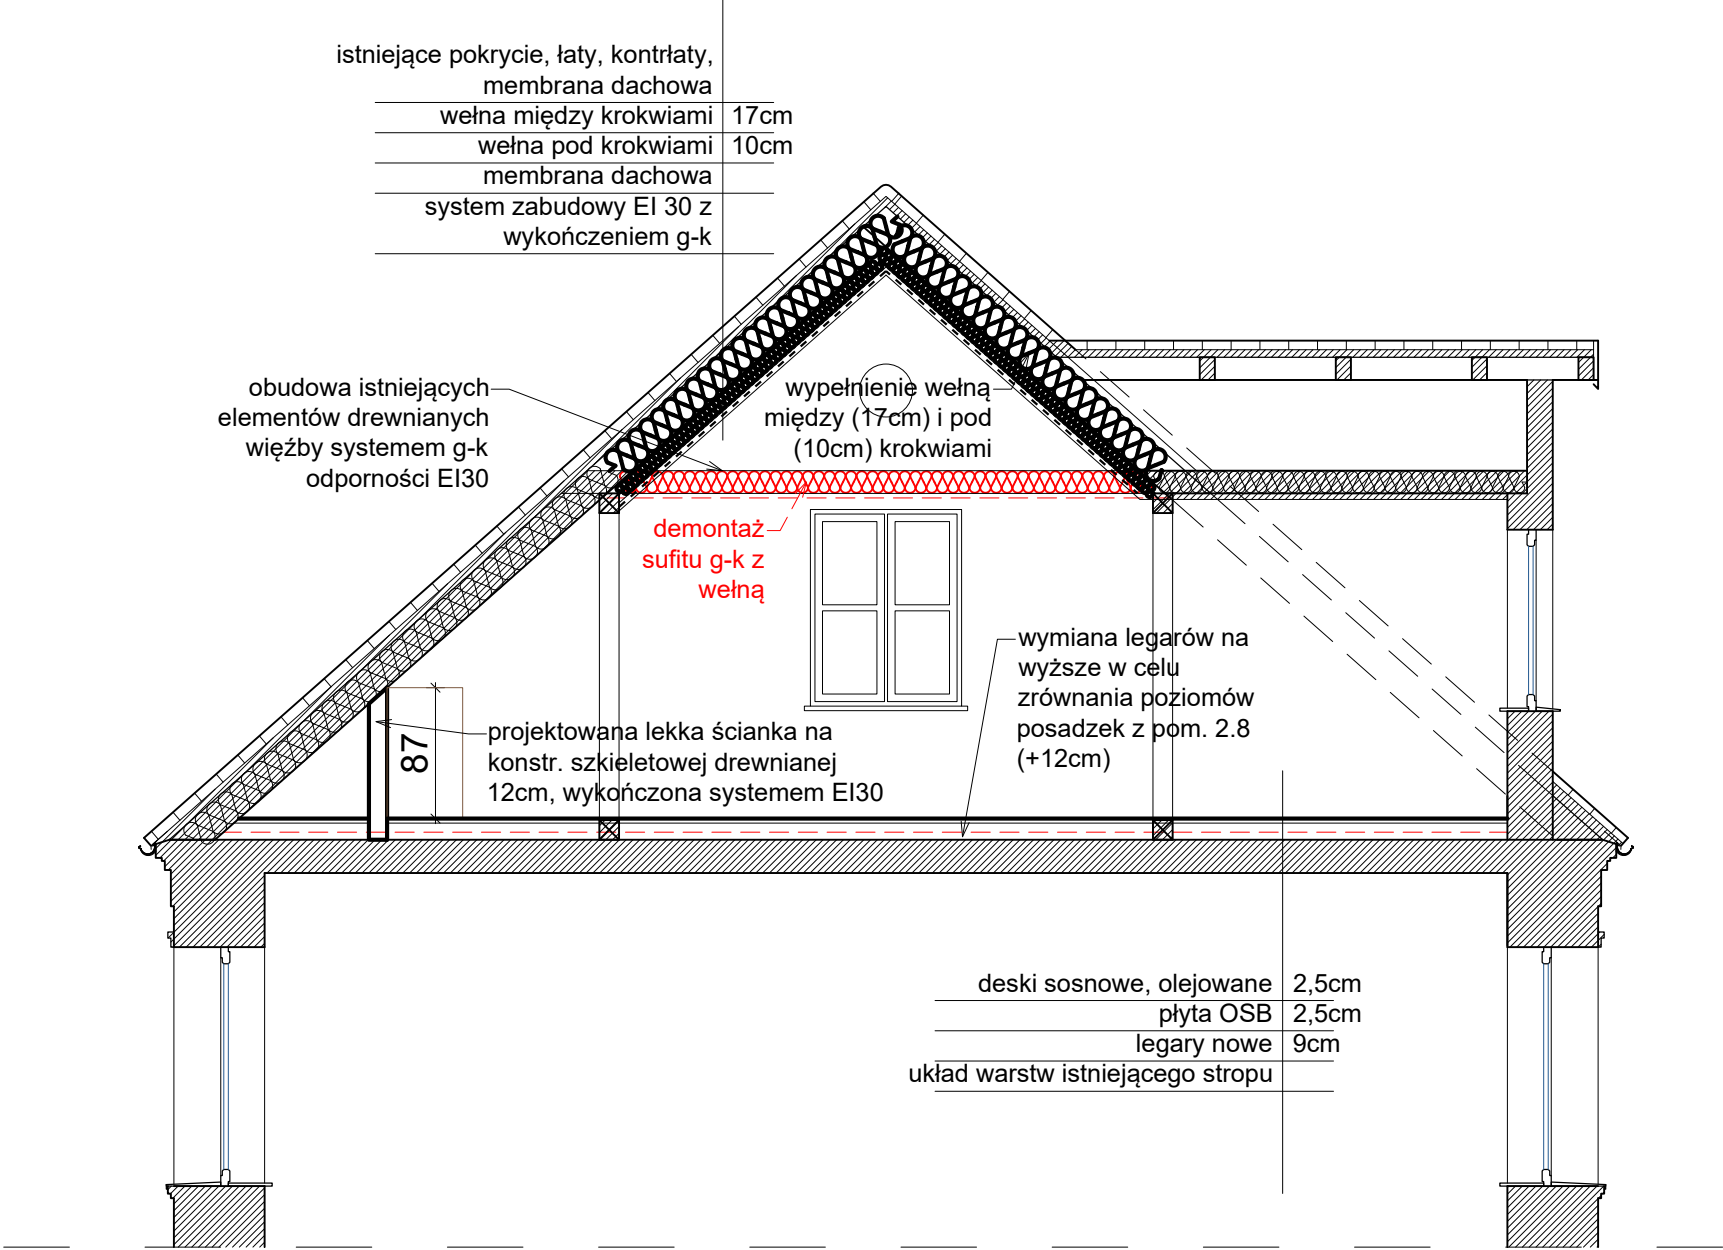 istniejące pokrycie, łaty, kontrłaty,
membrana dachowa
wełna między krokwiami 17cm
wełna pod krokwiami 10cm
membrana dachowa
system zabudowy EI 30 z
wykończeniem g-k
obudowa istniejących
elementów drewnianych
więźby systemem g-k
odporności EI30
wypełnienie wełną
między (17cm) i pod
(10cm) krokwiami
demontaż
sufitu g-k z
wełną
wymiana legarów na
wyższe w celu
zrównania poziomów
posadzek z pom. 2.8
(+12cm)
87
projektowana lekka ścianka na
konstr. szkieletowej drewnianej
12cm, wykończona systemem EI30
deski sosnowe, olejowane 2,5cm
płyta OSB 2,5cm
legary nowe 9cm
układ warstw istniejącego stropu